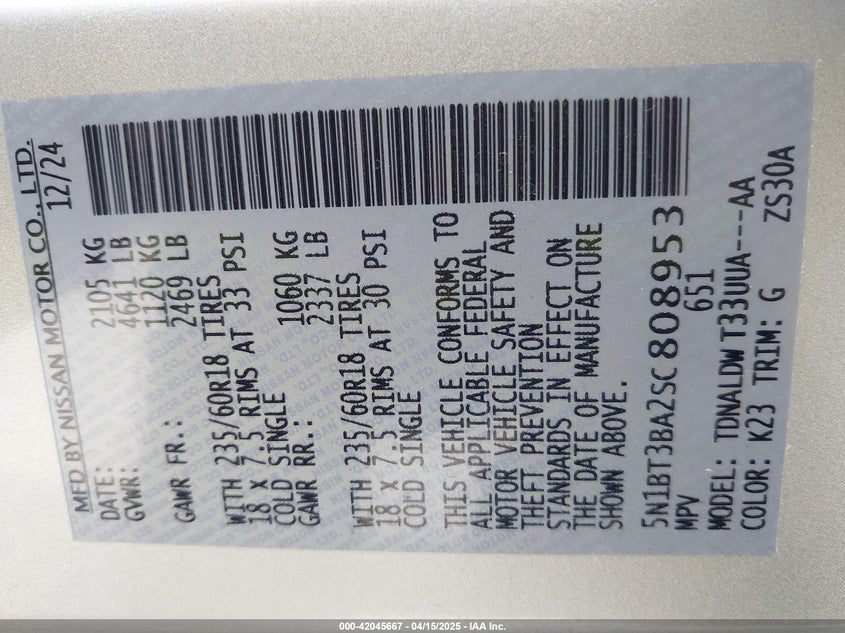 MFD BY NISSAN MOTOR CO., LTD.
DATE: 12/24
GVWR: 2105 KG
4641 LB
GAWR FR.: 1120 KG
2469 LB
WITH 235/60R18 TIRES
18 X 7.5 RIMS AT 33 PSI
COLD SINGLE
GAWR RR.: 1060 KG
2337 LB
WITH 235/60R18 TIRES
18 X 7.5 RIMS AT 30 PSI
COLD SINGLE
THIS VEHICLE CONFORMS TO
ALL APPLICABLE FEDERAL
MOTOR VEHICLE SAFETY AND
THEFT PREVENTION
STANDARDS IN EFFECT ON
THE DATE OF MANUFACTURE
SHOWN ABOVE.
5N1BT3BA2SC808953
MPV 651
MODEL: TDNALDWT33UUA---AA
COLOR: K23 TRIM: G ZS30A
000-42045667 - 04/15/2025 - IAA Inc.